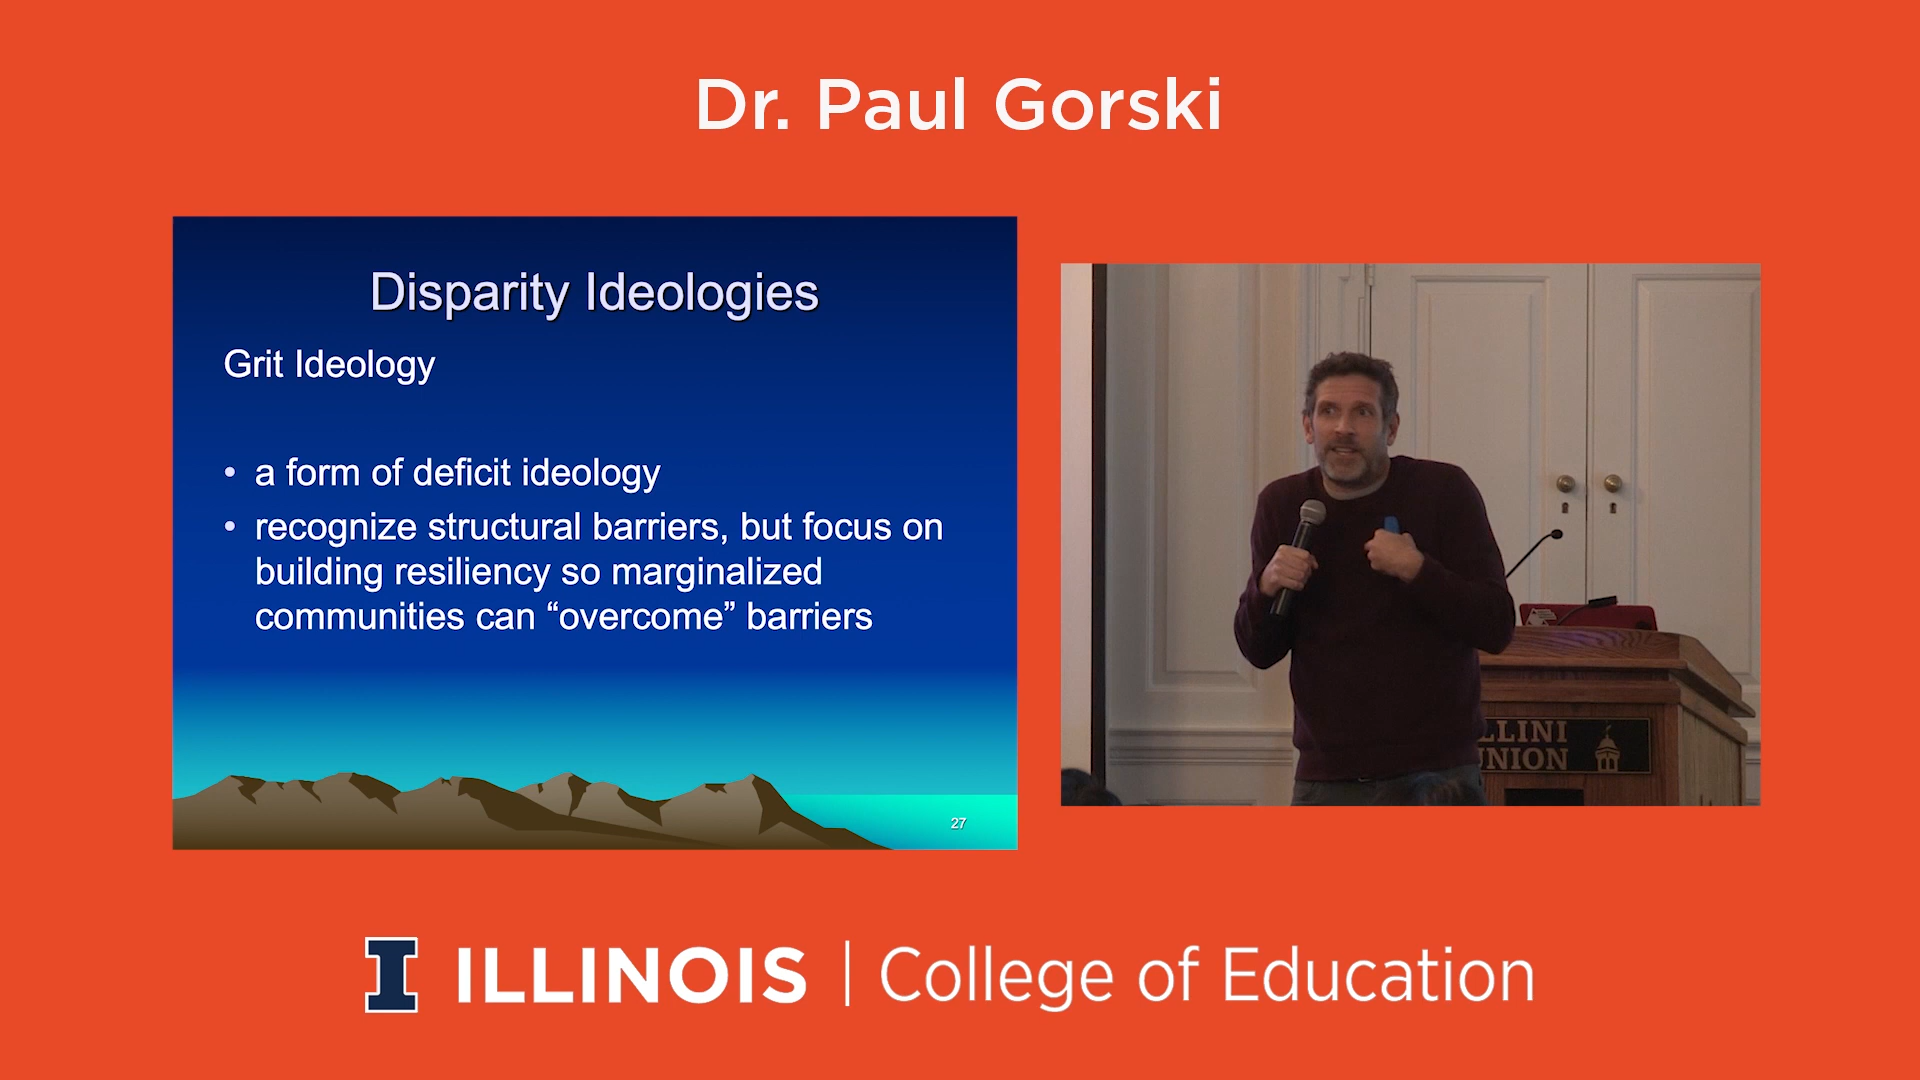 Dr. Paul Gorski
Disparity Ideologies
Grit Ideology
• a form of deficit ideology
• recognize structural barriers, but focus on
building resiliency so marginalized
communities can “overcome” barriers
27
LLINI
UNION
I ILLINOIS | College of Education